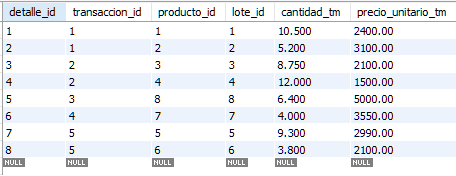 detalle_id transaccion_id producto_id lote_id cantidad_tm precio_unitario_tm
1 1 1 1 10.500 2400.00
2 1 2 2 5.200 3100.00
3 2 3 3 8.750 2100.00
4 2 4 4 12.000 1500.00
5 3 8 8 6.400 5000.00
6 4 7 7 4.000 3550.00
7 5 5 5 9.300 2990.00
8 5 6 6 3.800 2100.00
NULL NULL NULL NULL NULL NULL